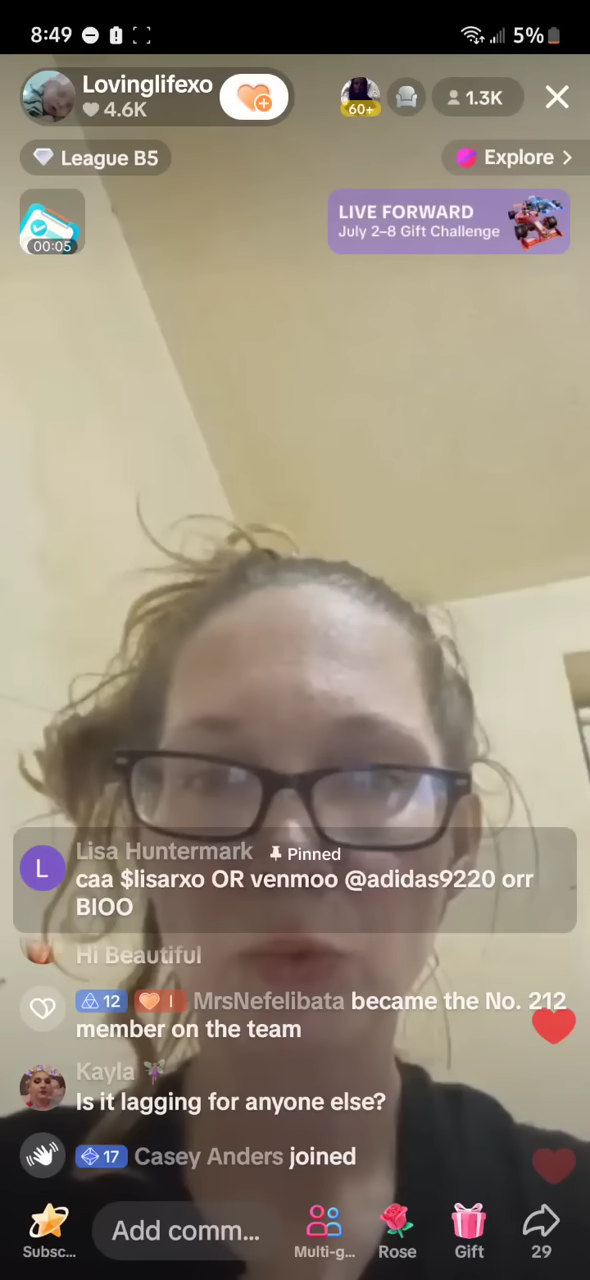 8:49
5%
Lovinglifexo
4.6K
60+
1.3K
League B5
Explore >
00:05
LIVE FORWARD
July 2–8 Gift Challenge
L
Lisa Huntermark Pinned
caa $lisarxo OR venmoo @adidas9220 orr
BIOO
Hi Beautiful
12 I MrsNefelibata became the No. 212
member on the team
Kayla
Is it lagging for anyone else?
17 Casey Anders joined
Add comm...
Subsc...
Multi-g...
Rose
Gift
29